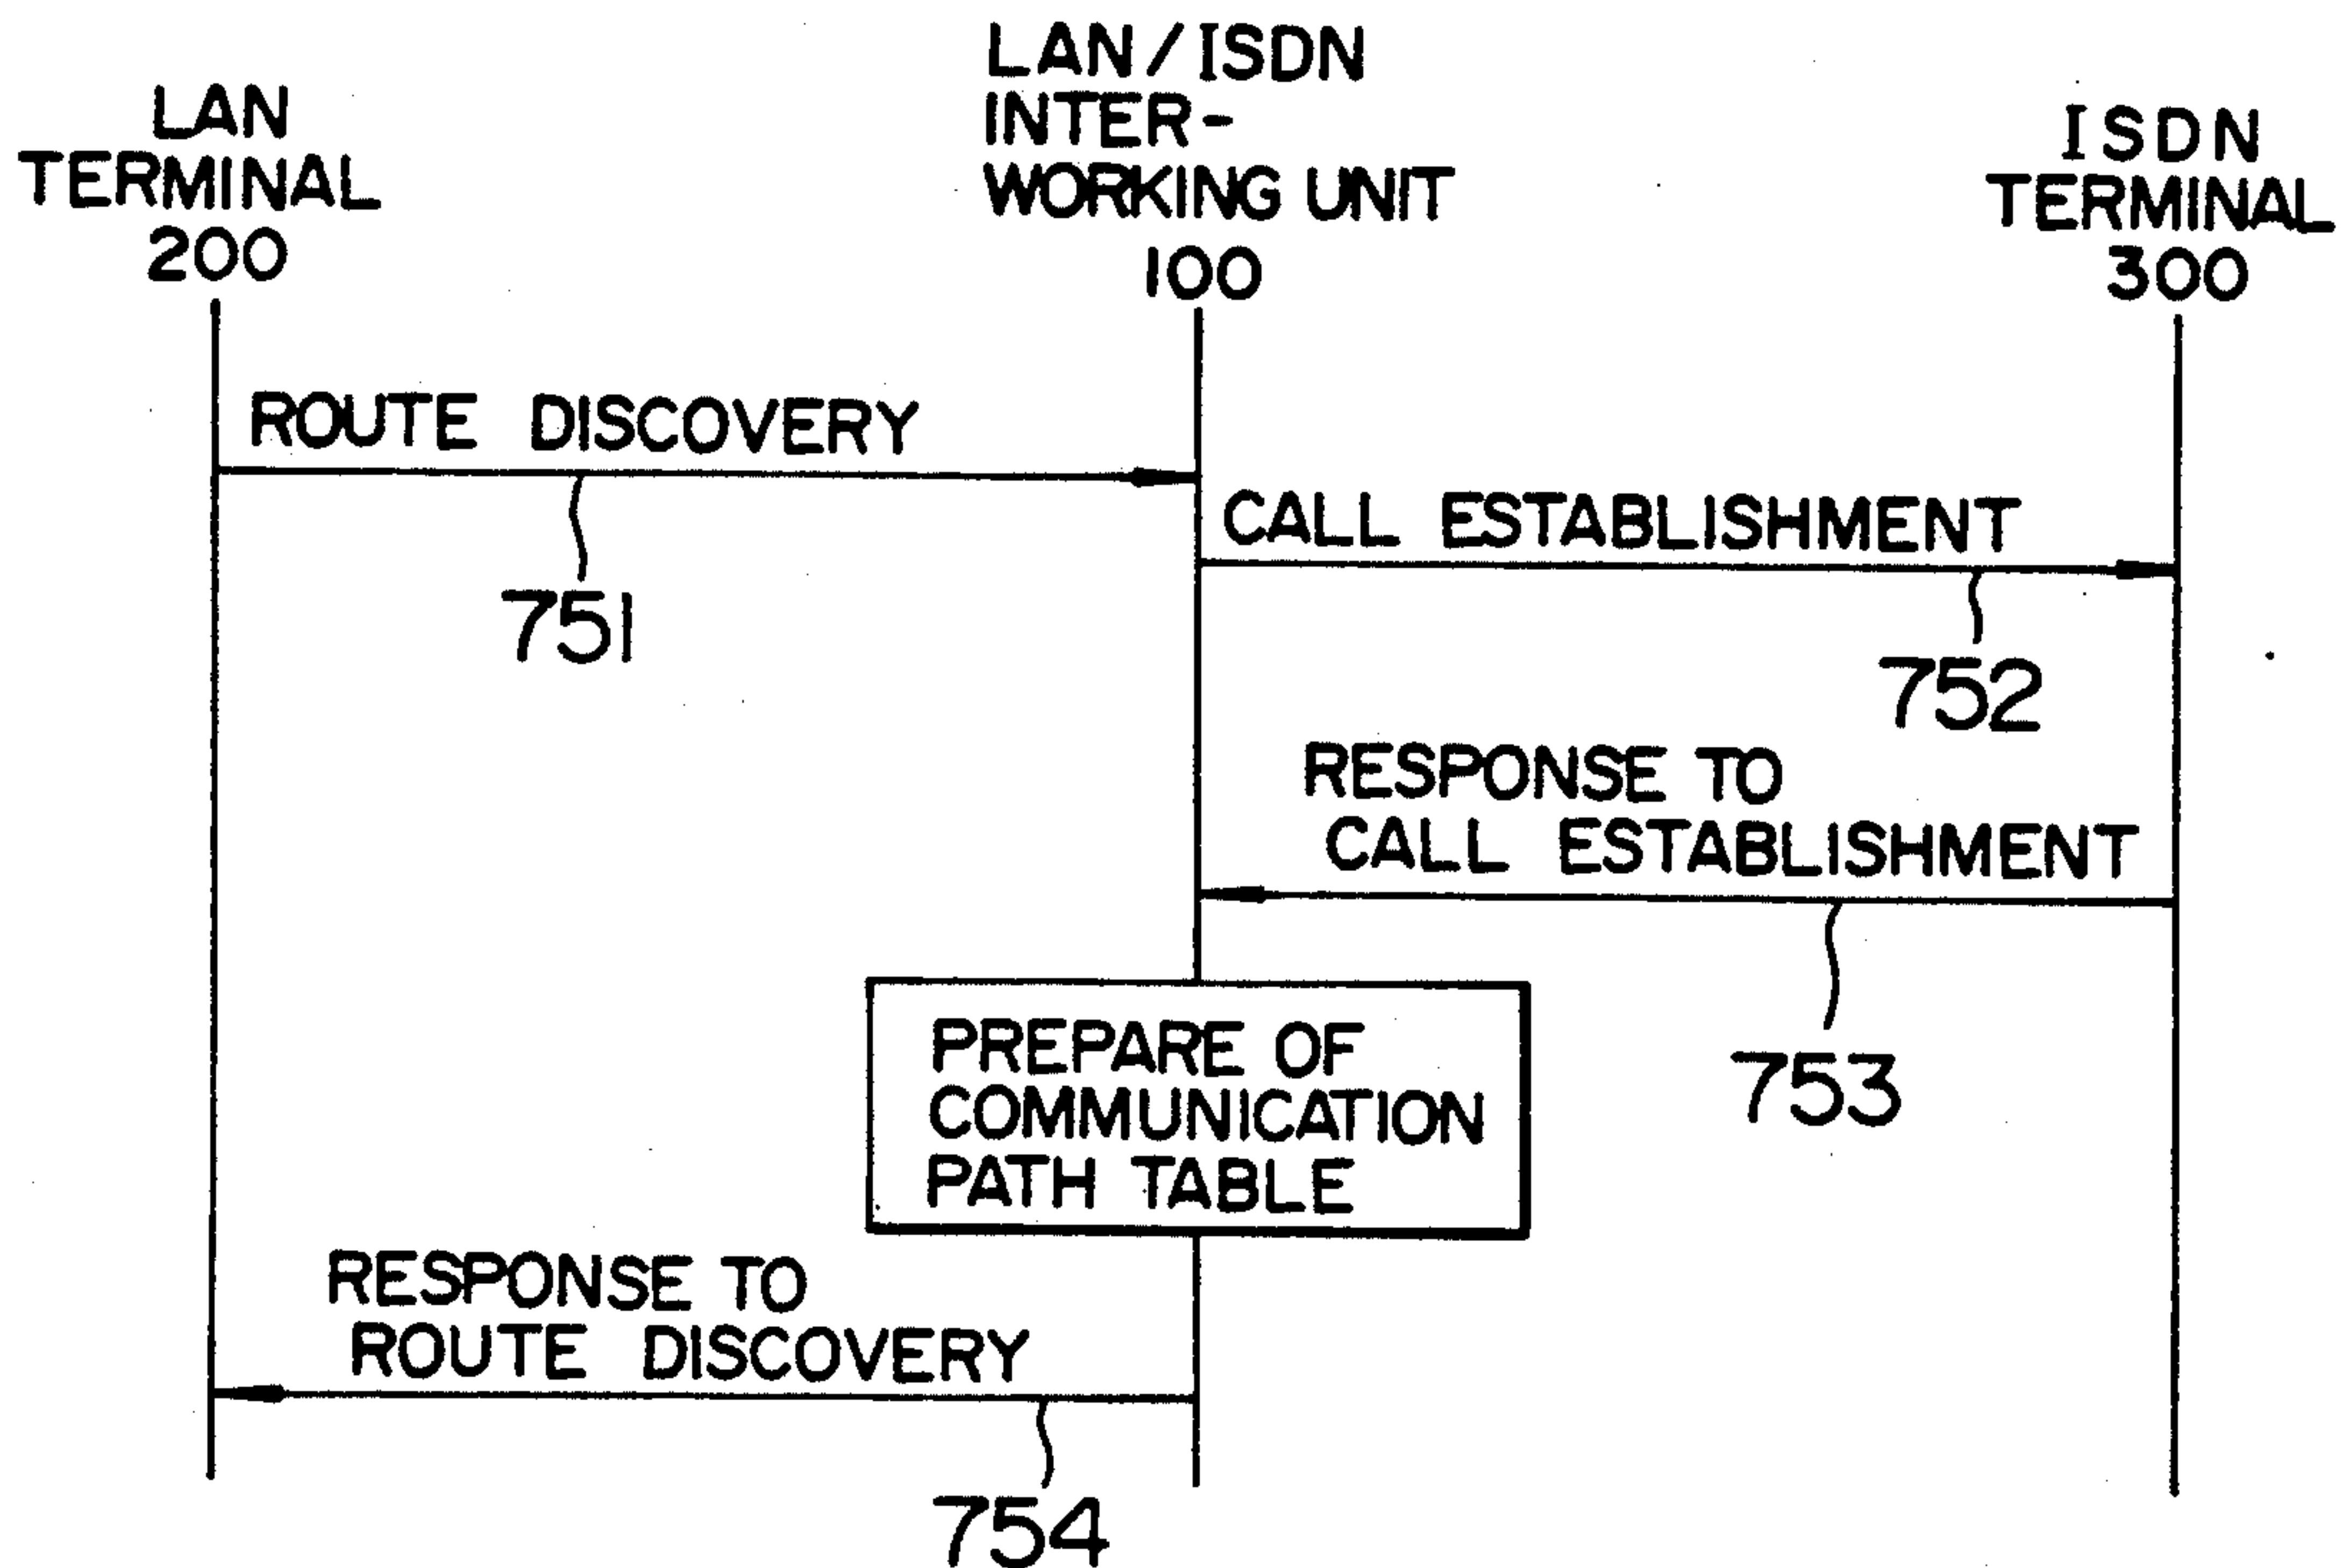 LAN
TERMINAL
200
LAN/ISDN
INTER-
WORKING UNIT
100
ISDN
TERMINAL
300
ROUTE DISCOVERY
751
CALL ESTABLISHMENT
752
RESPONSE TO
CALL ESTABLISHMENT
753
PREPARE OF
COMMUNICATION
PATH TABLE
RESPONSE TO
ROUTE DISCOVERY
754